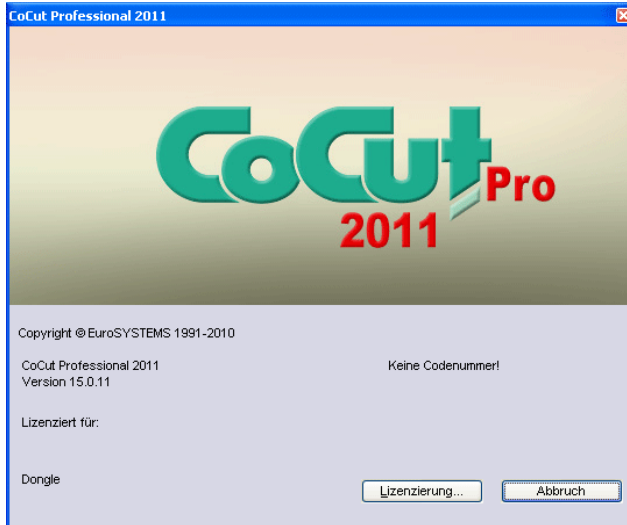 CoCut Professional 2011
CoCut Pro
2011
Copyright © EuroSYSTEMS 1991-2010
CoCut Professional 2011
Version 15.0.11
Keine Codenummer!
Lizenziert für:
Dongle
Lizenzierung...
Abbruch